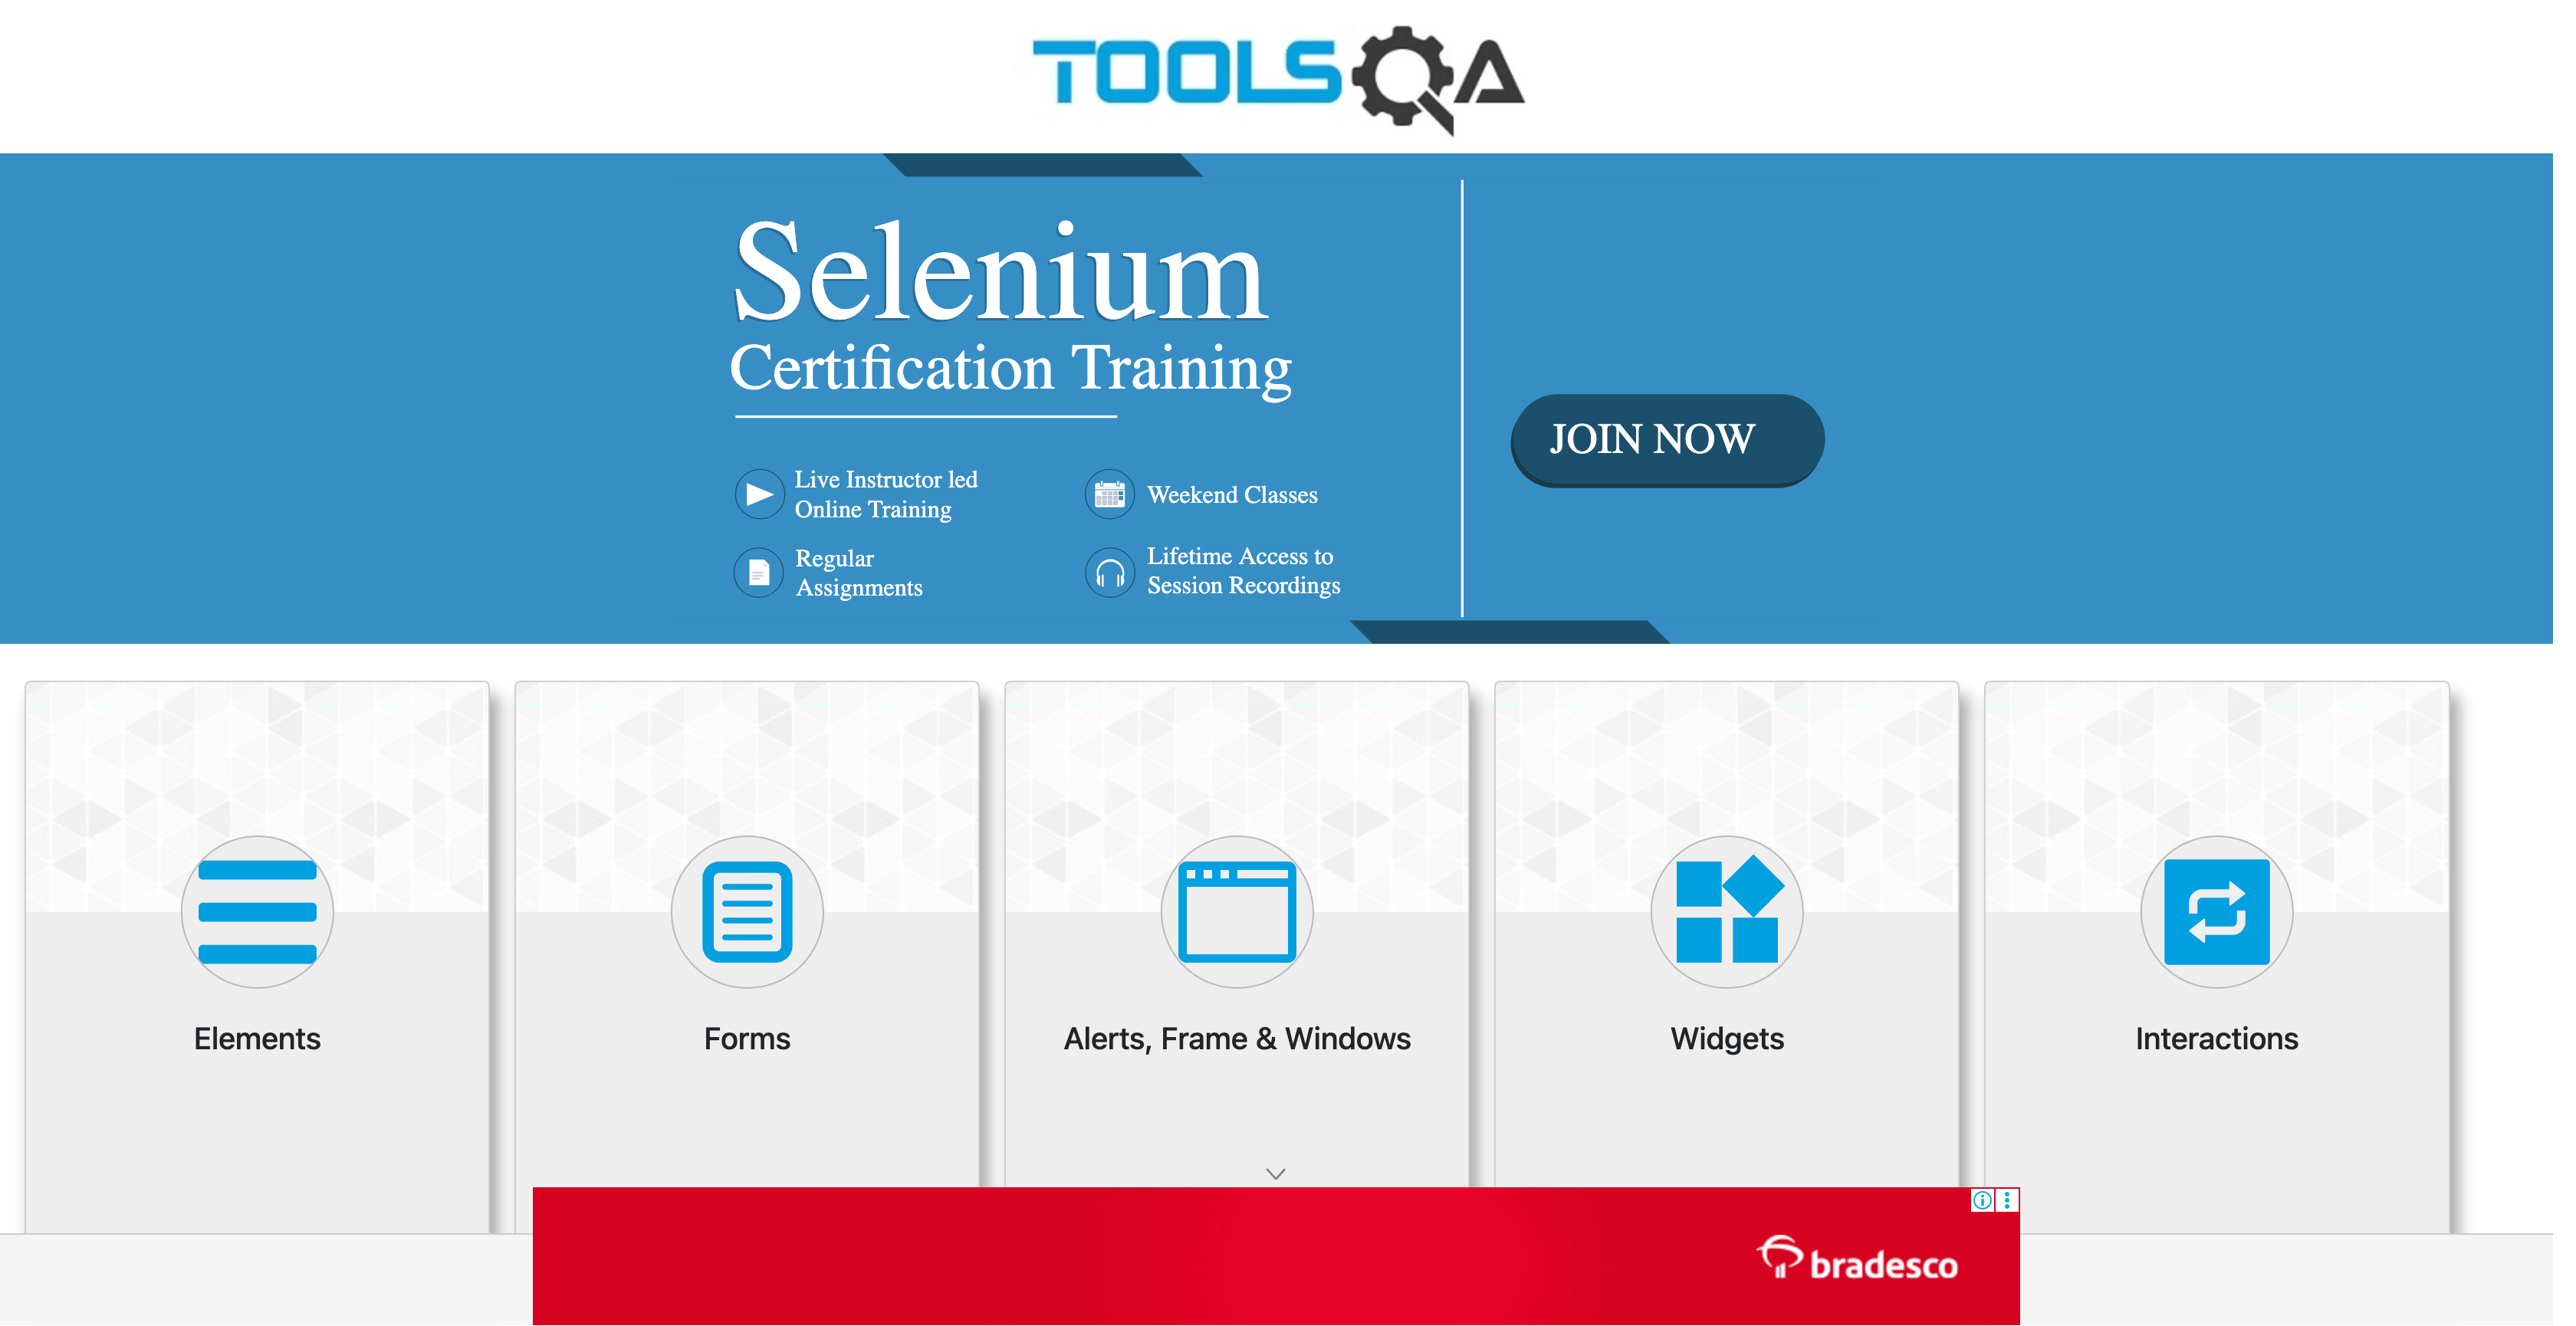 TOOLSQA
Selenium
Certification Training
Live Instructor led
Online Training
Weekend Classes
Regular
Assignments
Lifetime Access to
Session Recordings
JOIN NOW
Elements
Forms
Alerts, Frame & Windows
Widgets
Interactions
bradesco